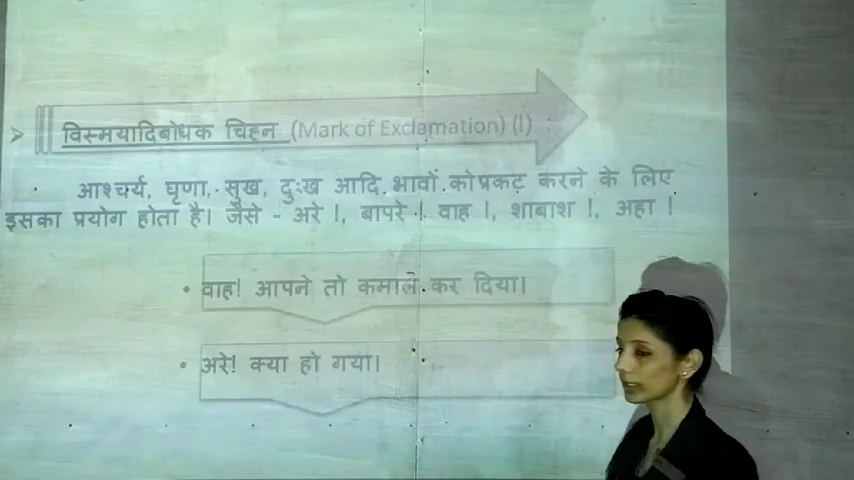 विस्मयादिबोधक चिह्न (Mark of Exclamation) (!)
आश्चर्य, घृणा, सुख, दुःख आदि भावों को प्रकट करने के लिए
इसका प्रयोग होता है। जैसे - अरे !, बापरे ! वाह !, शाबाश !, अहा !
वाह! आपने तो कमाल कर दिया।
अरे! क्या हो गया।